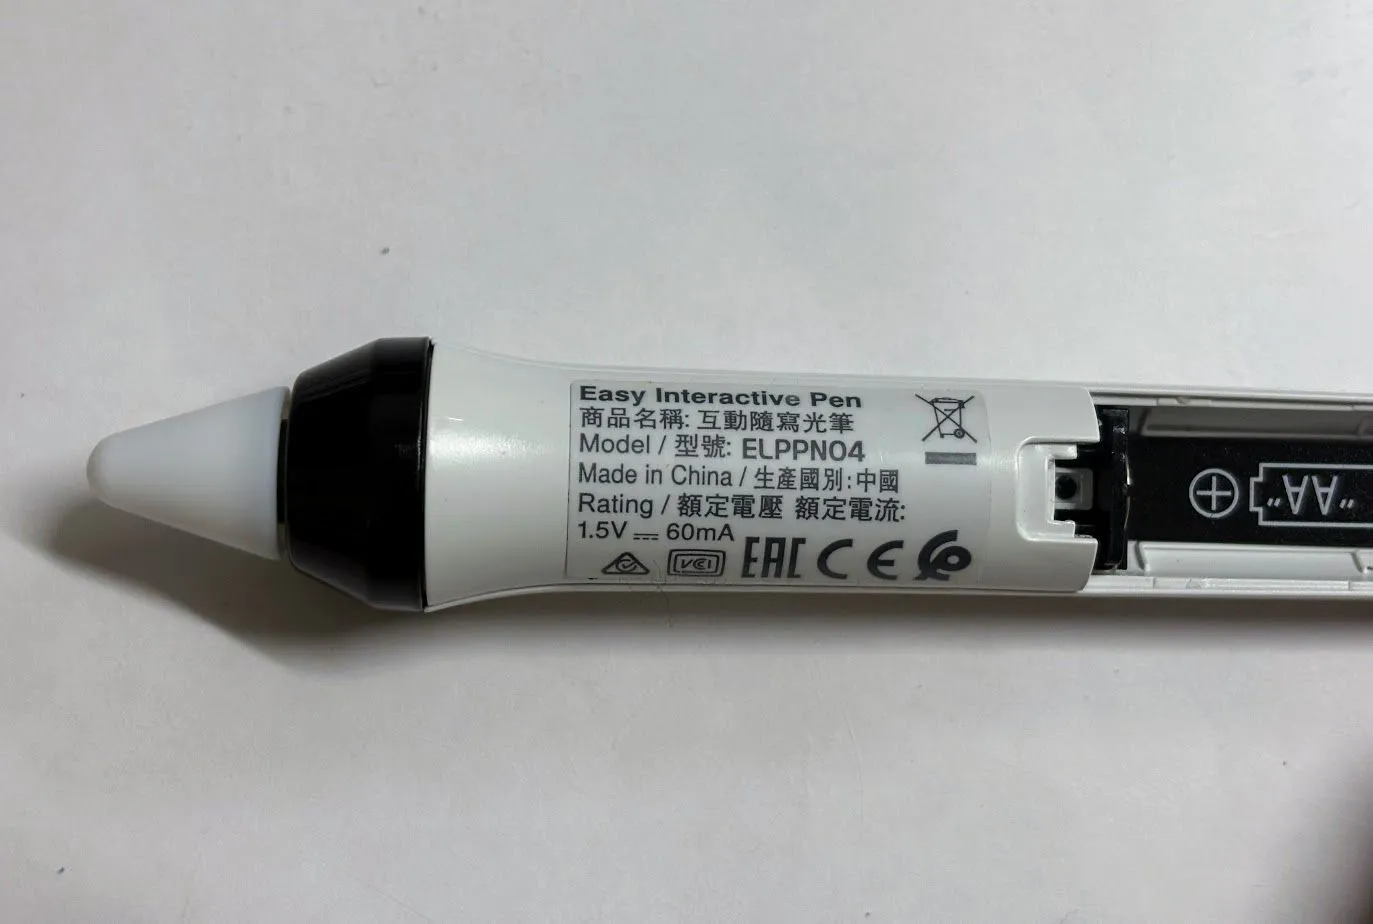 Easy Interactive Pen
商品名稱: 互動隨寫光筆
Model / 型號: ELPPN04
Made in China / 生產國別:中國
Rating / 額定電壓 額定電流:
1.5V ⎓ 60mA
VCCI EAC CE
"AA"